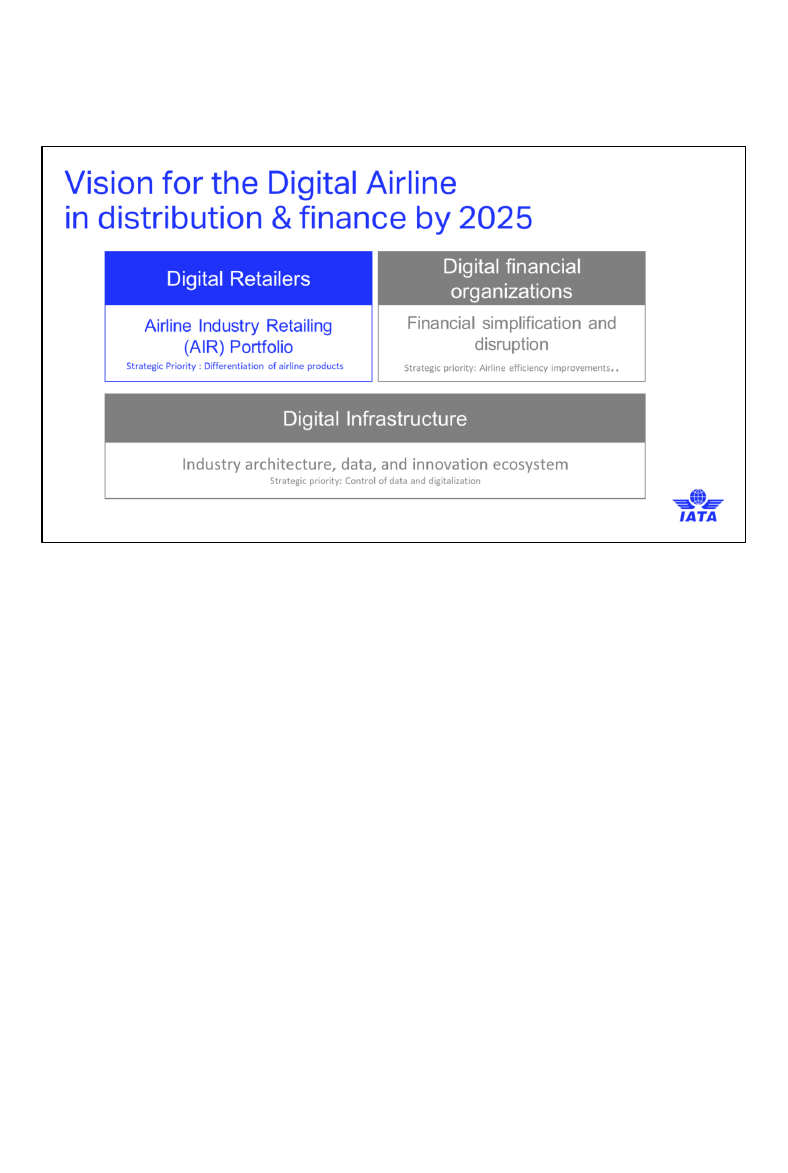 Vision for the Digital Airline
in distribution & finance by 2025
Digital Retailers
Airline Industry Retailing
(AIR) Portfolio
Strategic Priority : Differentiation of airline products
Digital financial
organizations
Financial simplification and
disruption
Strategic priority: Airline efficiency improvements..
Digital Infrastructure
Industry architecture, data, and innovation ecosystem
Strategic priority: Control of data and digitalization
IATA